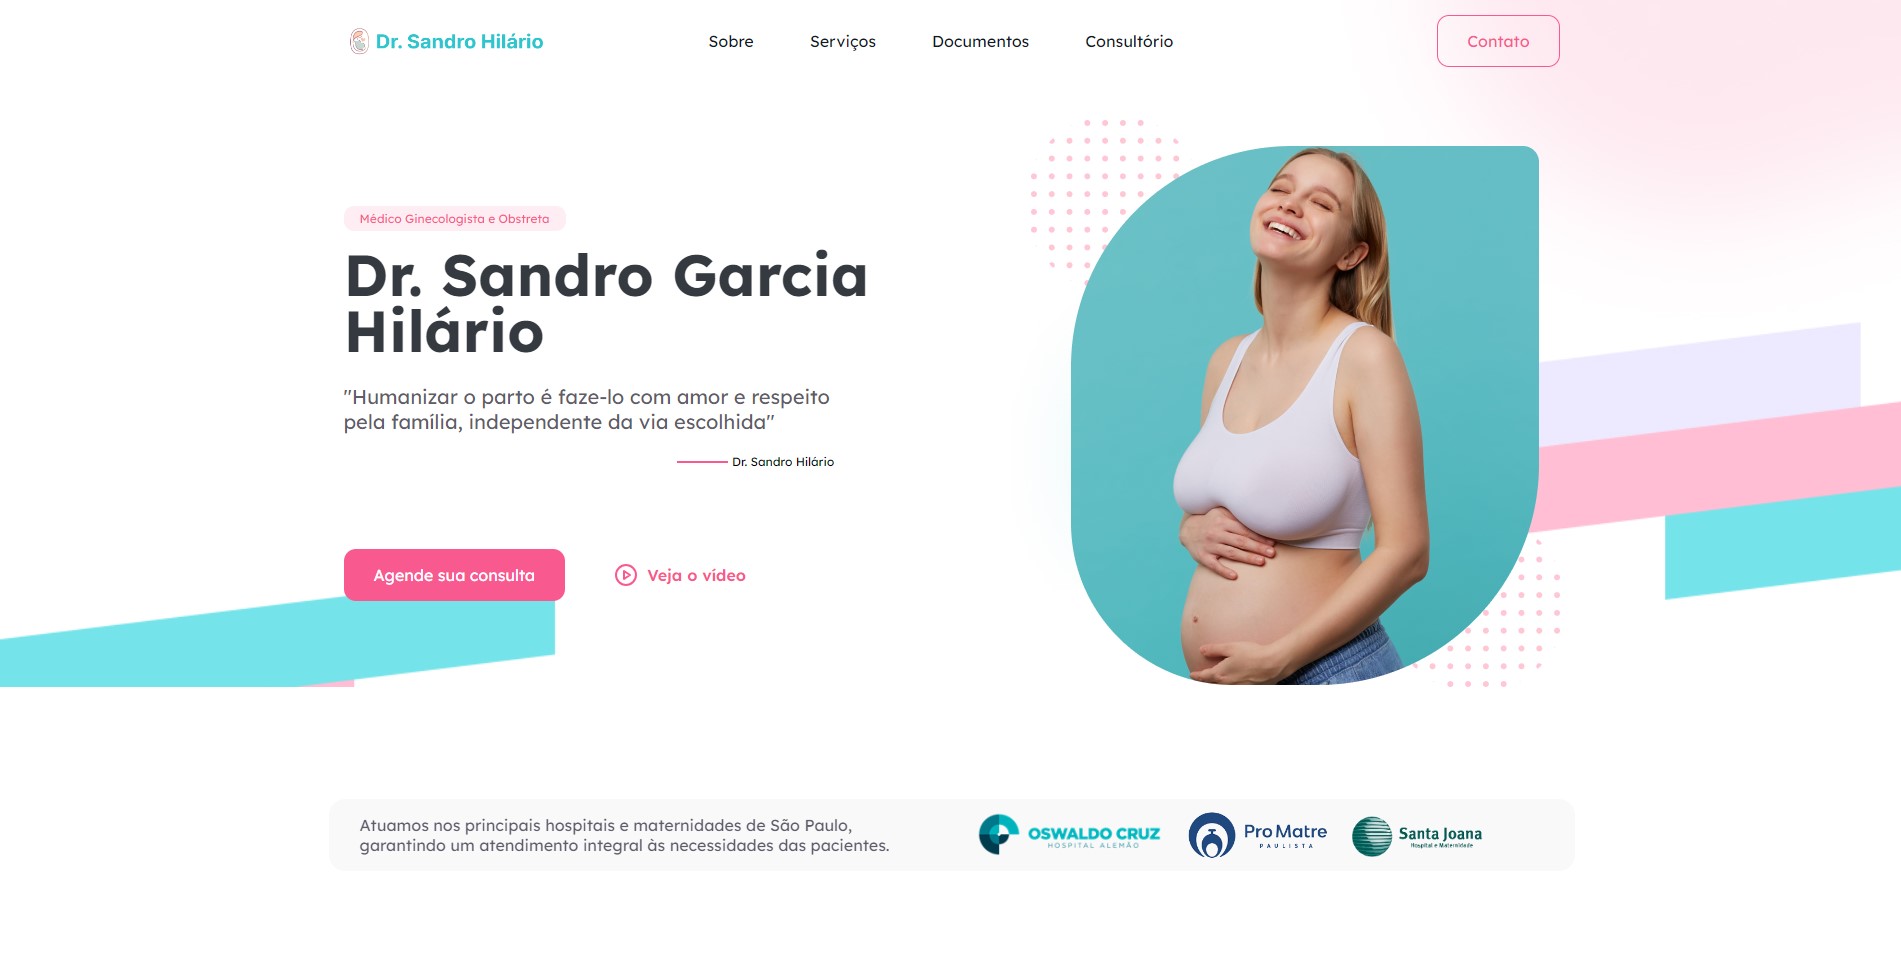 Dr. Sandro Hilário
Sobre
Serviços
Documentos
Consultório
Contato
Médico Ginecologista e Obstreta
Dr. Sandro Garcia
Hilário
"Humanizar o parto é faze-lo com amor e respeito
pela família, independente da via escolhida"
Dr. Sandro Hilário
Agende sua consulta
Veja o vídeo
Atuamos nos principais hospitais e maternidades de São Paulo,
garantindo um atendimento integral às necessidades das pacientes.
OSWALDO CRUZ
HOSPITAL ALEMÃO
Pro Matre
PAULISTA
Santa Joana
Hospital e Maternidade